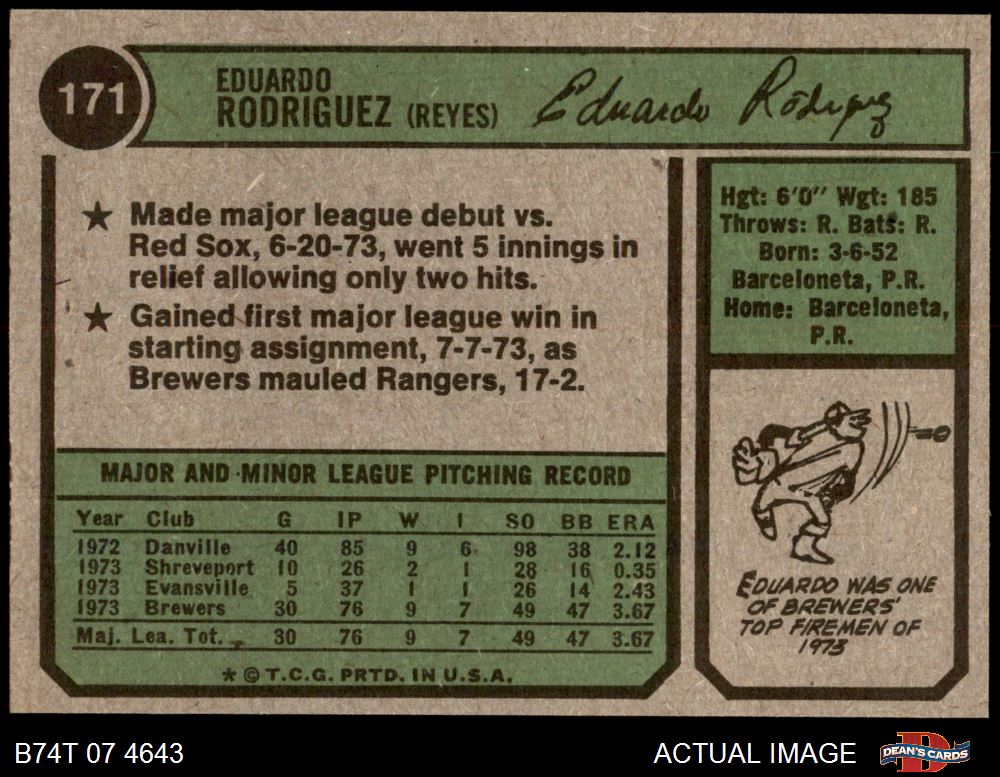 171
EDUARDO
RODRIGUEZ (REYES)
Eduardo Rodriguez
★ Made major league debut vs.
Red Sox, 6-20-73, went 5 innings in
relief allowing only two hits.
★ Gained first major league win in
starting assignment, 7-7-73, as
Brewers mauled Rangers, 17-2.
Hgt: 6'0" Wgt: 185
Throws: R. Bats: R.
Born: 3-6-52
Barceloneta, P.R.
Home: Barceloneta,
P.R.
MAJOR AND MINOR LEAGUE PITCHING RECORD
Year Club G IP W l SO BB ERA
1972 Danville 40 85 9 6 98 38 2.12
1973 Shreveport 10 26 2 1 28 16 0.35
1973 Evansville 5 37 1 1 26 14 2.43
1973 Brewers 30 76 9 7 49 47 3.67
Maj. Lea. Tot. 30 76 9 7 49 47 3.67
* © T.C.G. PRTD. IN U.S.A.
EDUARDO WAS ONE
OF BREWERS'
TOP FIREMEN OF
1973
B74T 07 4643
ACTUAL IMAGE
DEAN'S CARDS